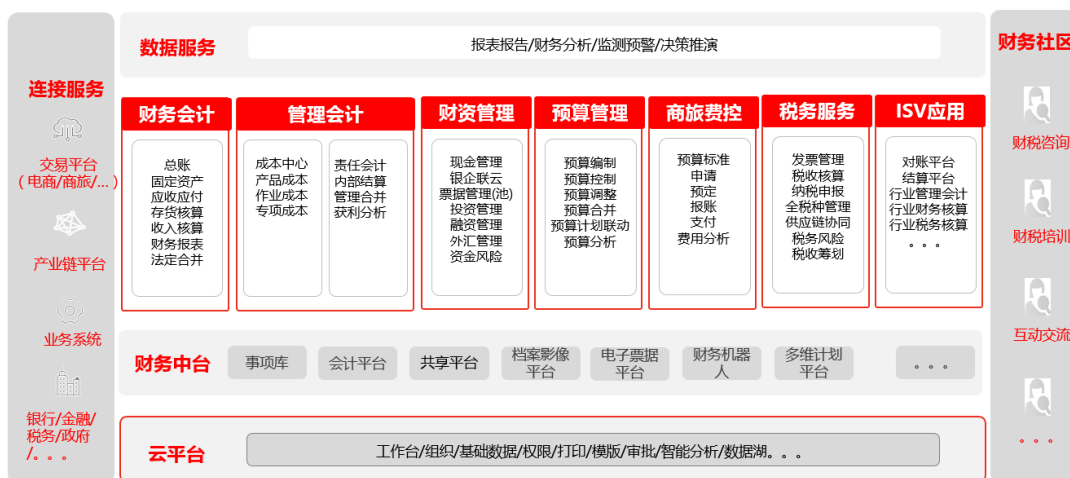 连接服务
交易平台
(电商/商旅/...)
产业链平台
业务系统
银行/金融/
税务/政府
/。。。
数据服务
报表报告/财务分析/监测预警/决策推演
财务会计
总账
固定资产
应收应付
存货核算
收入核算
财务报表
法定合并
管理会计
成本中心
产品成本
作业成本
专项成本
责任会计
内部结算
管理合并
获利分析
财资管理
现金管理
银企联云
票据管理(池)
投资管理
融资管理
外汇管理
资金风险
预算管理
预算编制
预算控制
预算调整
预算合并
预算计划联动
预算分析
商旅费控
预算标准
申请
预定
报账
支付
费用分析
税务服务
发票管理
税收核算
纳税申报
全税种管理
供应链协同
税务风险
税收筹划
ISV应用
对账平台
结算平台
行业管理会计
行业财务核算
行业税务核算
。。。
财务中台
事项库
会计平台
共享平台
档案影像
平台
电子票据
平台
财务机器
人
多维计划
平台
。。。
云平台
工作台/组织/基础数据/权限/打印/模版/审批/智能分析/数据湖。。。
财务社区
财税咨询
财税培训
互动交流
。。。